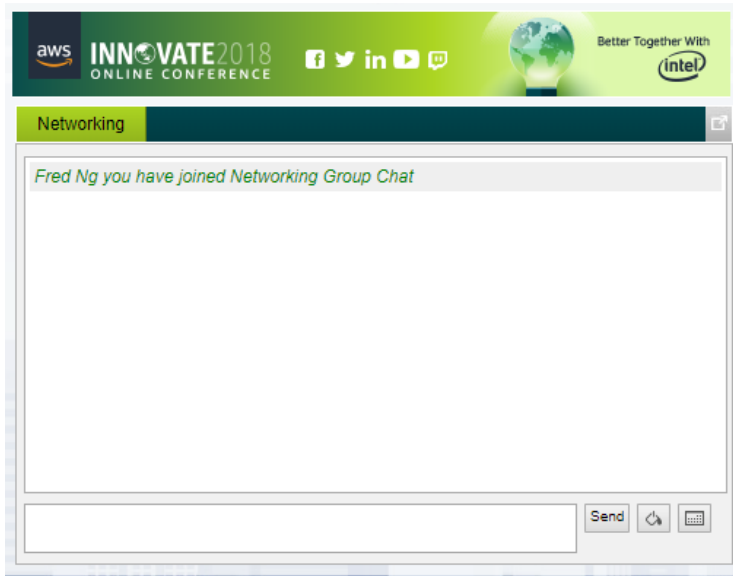 aws
INNOVATE2018
ONLINE CONFERENCE
Better Together With
intel
Networking
Fred Ng you have joined Networking Group Chat
Send